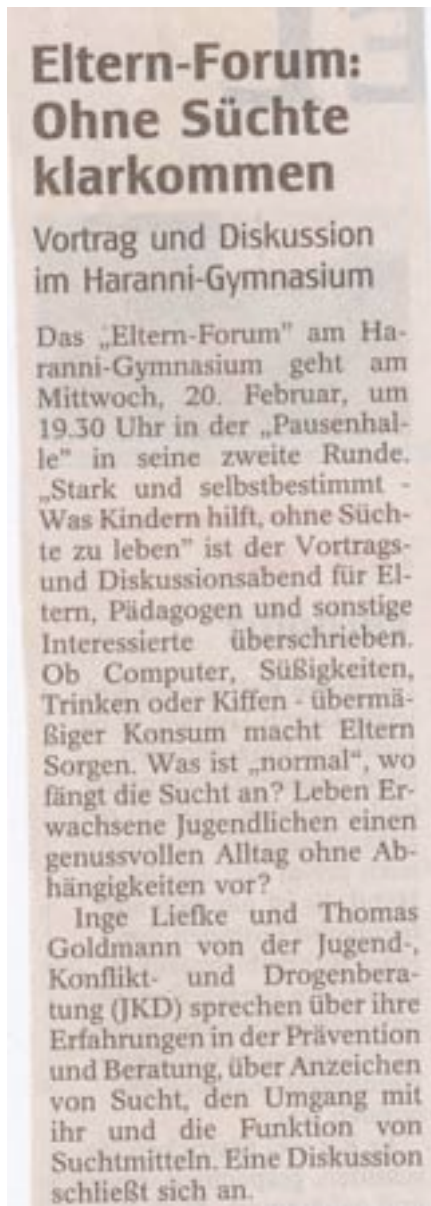 Eltern-Forum:
Ohne Süchte
klarkommen
Vortrag und Diskussion
im Haranni-Gymnasium
Das „Eltern-Forum" am Ha-
ranni-Gymnasium geht am
Mittwoch, 20. Februar, um
19.30 Uhr in der „Pausenhal-
le" in seine zweite Runde.
„Stark und selbstbestimmt -
Was Kindern hilft, ohne Süch-
te zu leben" ist der Vortrags-
und Diskussionsabend für El-
tern, Pädagogen und sonstige
Interessierte überschrieben.
Ob Computer, Süßigkeiten,
Trinken oder Kiffen - übermä-
ßiger Konsum macht Eltern
Sorgen. Was ist „normal“, wo
fängt die Sucht an? Leben Er-
wachsene Jugendlichen einen
genussvollen Alltag ohne Ab-
hängigkeiten vor?
Inge Liefke und Thomas
Goldmann von der Jugend-,
Konflikt- und Drogenbera-
tung (JKD) sprechen über ihre
Erfahrungen in der Prävention
und Beratung, über Anzeichen
von Sucht, den Umgang mit
ihr und die Funktion von
Suchtmitteln. Eine Diskussion
schließt sich an.